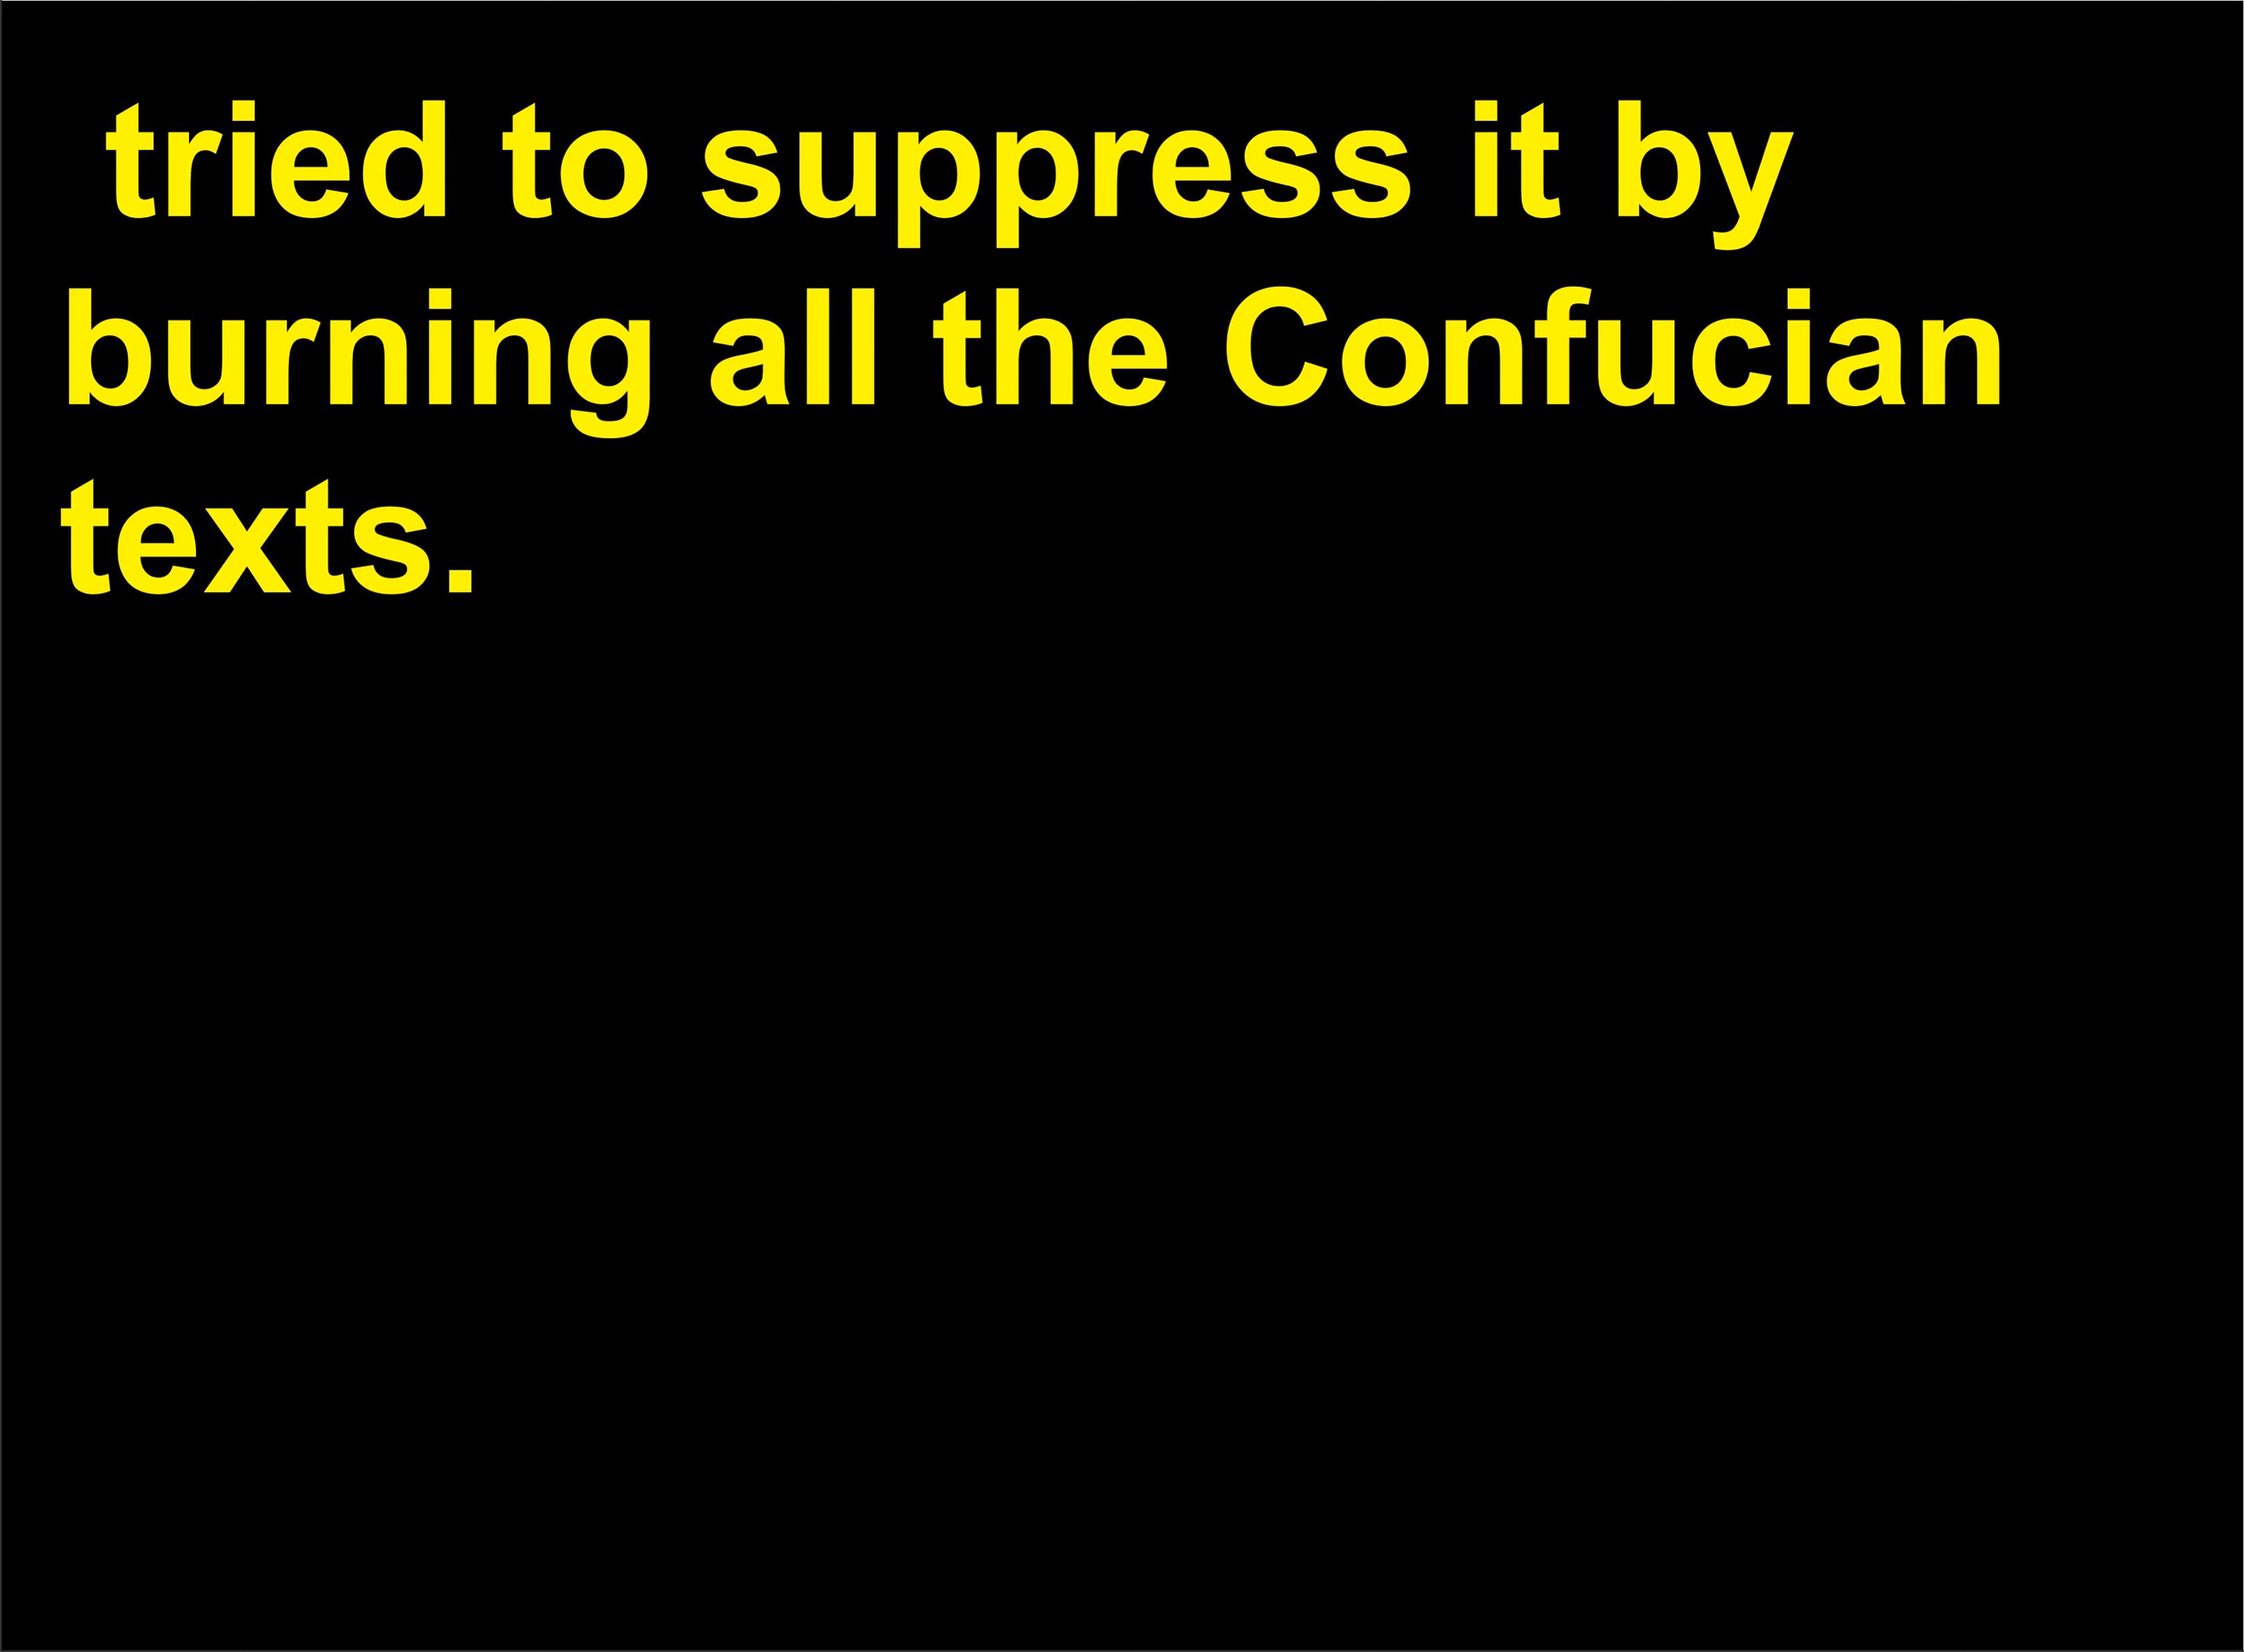 tried to suppress it by
burning all the Confucian
texts.